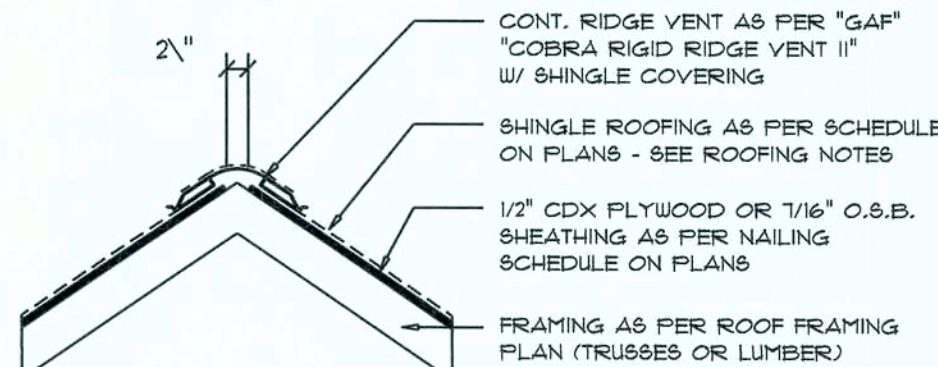 2\"
CONT. RIDGE VENT AS PER "GAF"
"COBRA RIGID RIDGE VENT II"
W/ SHINGLE COVERING
SHINGLE ROOFING AS PER SCHEDULE
ON PLANS - SEE ROOFING NOTES
1/2" CDX PLYWOOD OR 7/16" O.S.B.
SHEATHING AS PER NAILING
SCHEDULE ON PLANS
FRAMING AS PER ROOF FRAMING
PLAN (TRUSSES OR LUMBER)